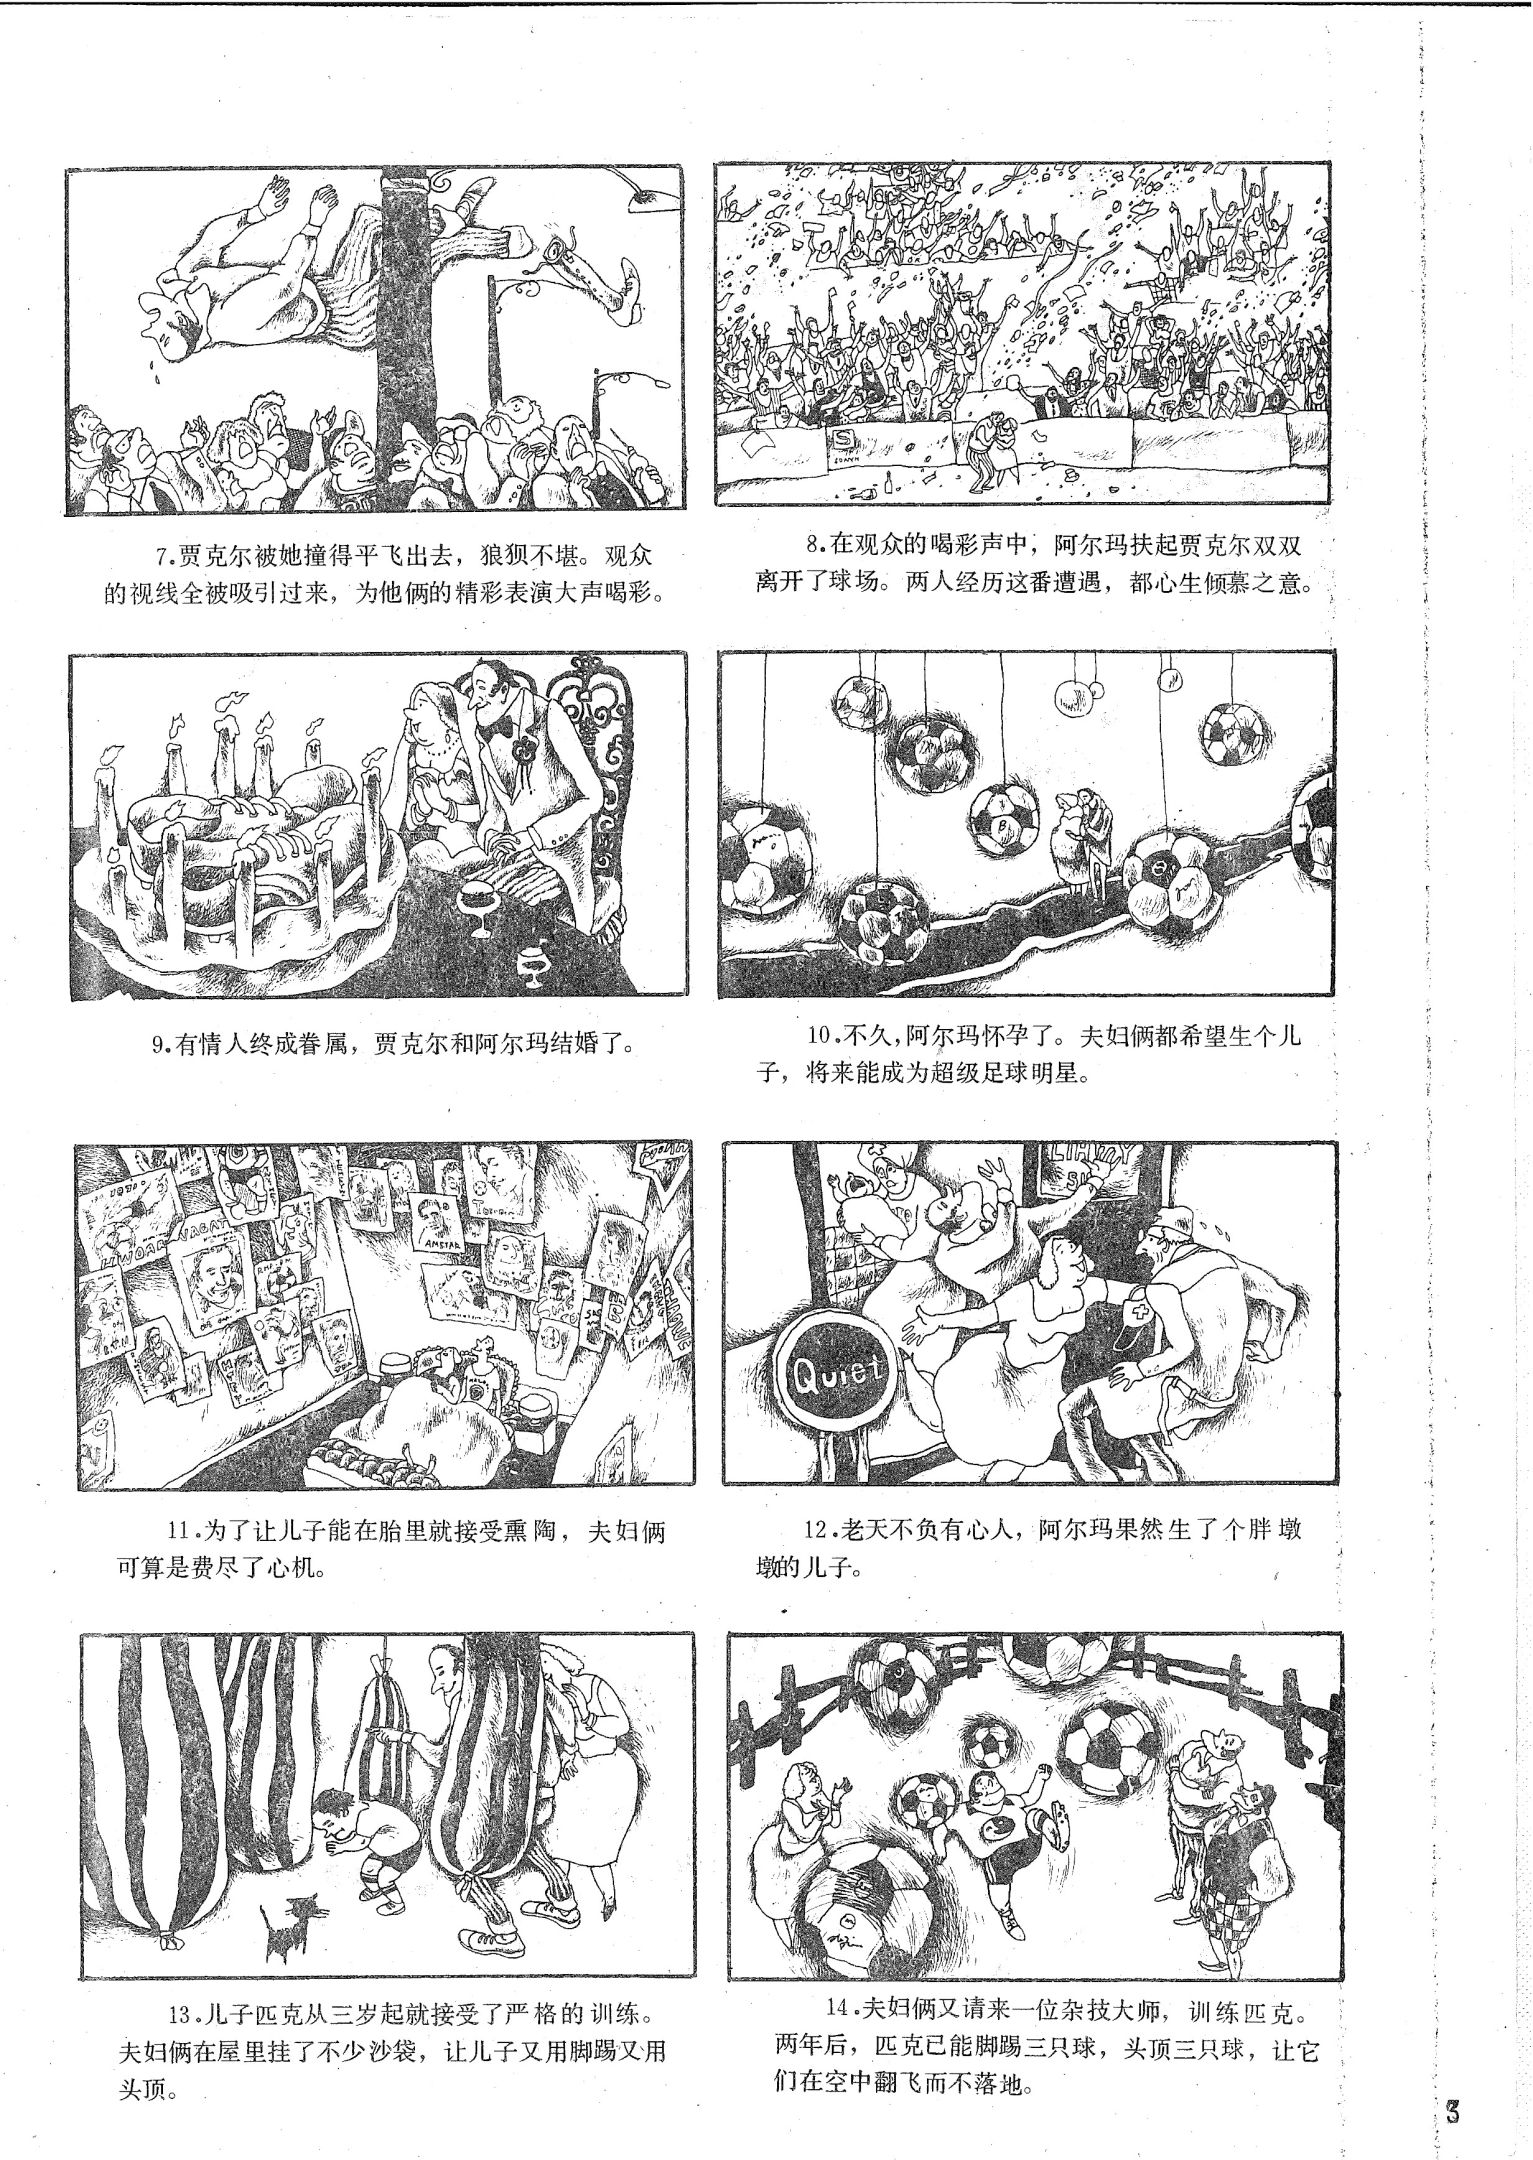 7.贾克尔被她撞得平飞出去，狼狈不堪。观众
的视线全被吸引过来，为他俩的精彩表演大声喝彩。
S
8.在观众的喝彩声中，阿尔玛扶起贾克尔双双
离开了球场。两人经历这番遭遇，都心生倾慕之意。
9.有情人终成眷属，贾克尔和阿尔玛结婚了。
10.不久，阿尔玛怀孕了。夫妇俩都希望生个儿
子，将来能成为超级足球明星。
AMSTAR
11.为了让儿子能在胎里就接受熏陶，夫妇俩
可算是费尽了心机。
Quiet
12.老天不负有心人，阿尔玛果然生了个胖墩
墩的儿子。
13.儿子匹克从三岁起就接受了严格的训练。
夫妇俩在屋里挂了不少沙袋，让儿子又用脚踢又用
头顶。
14.夫妇俩又请来一位杂技大师，训练匹克。
两年后，匹克已能脚踢三只球，头顶三只球，让它
们在空中翻飞而不落地。